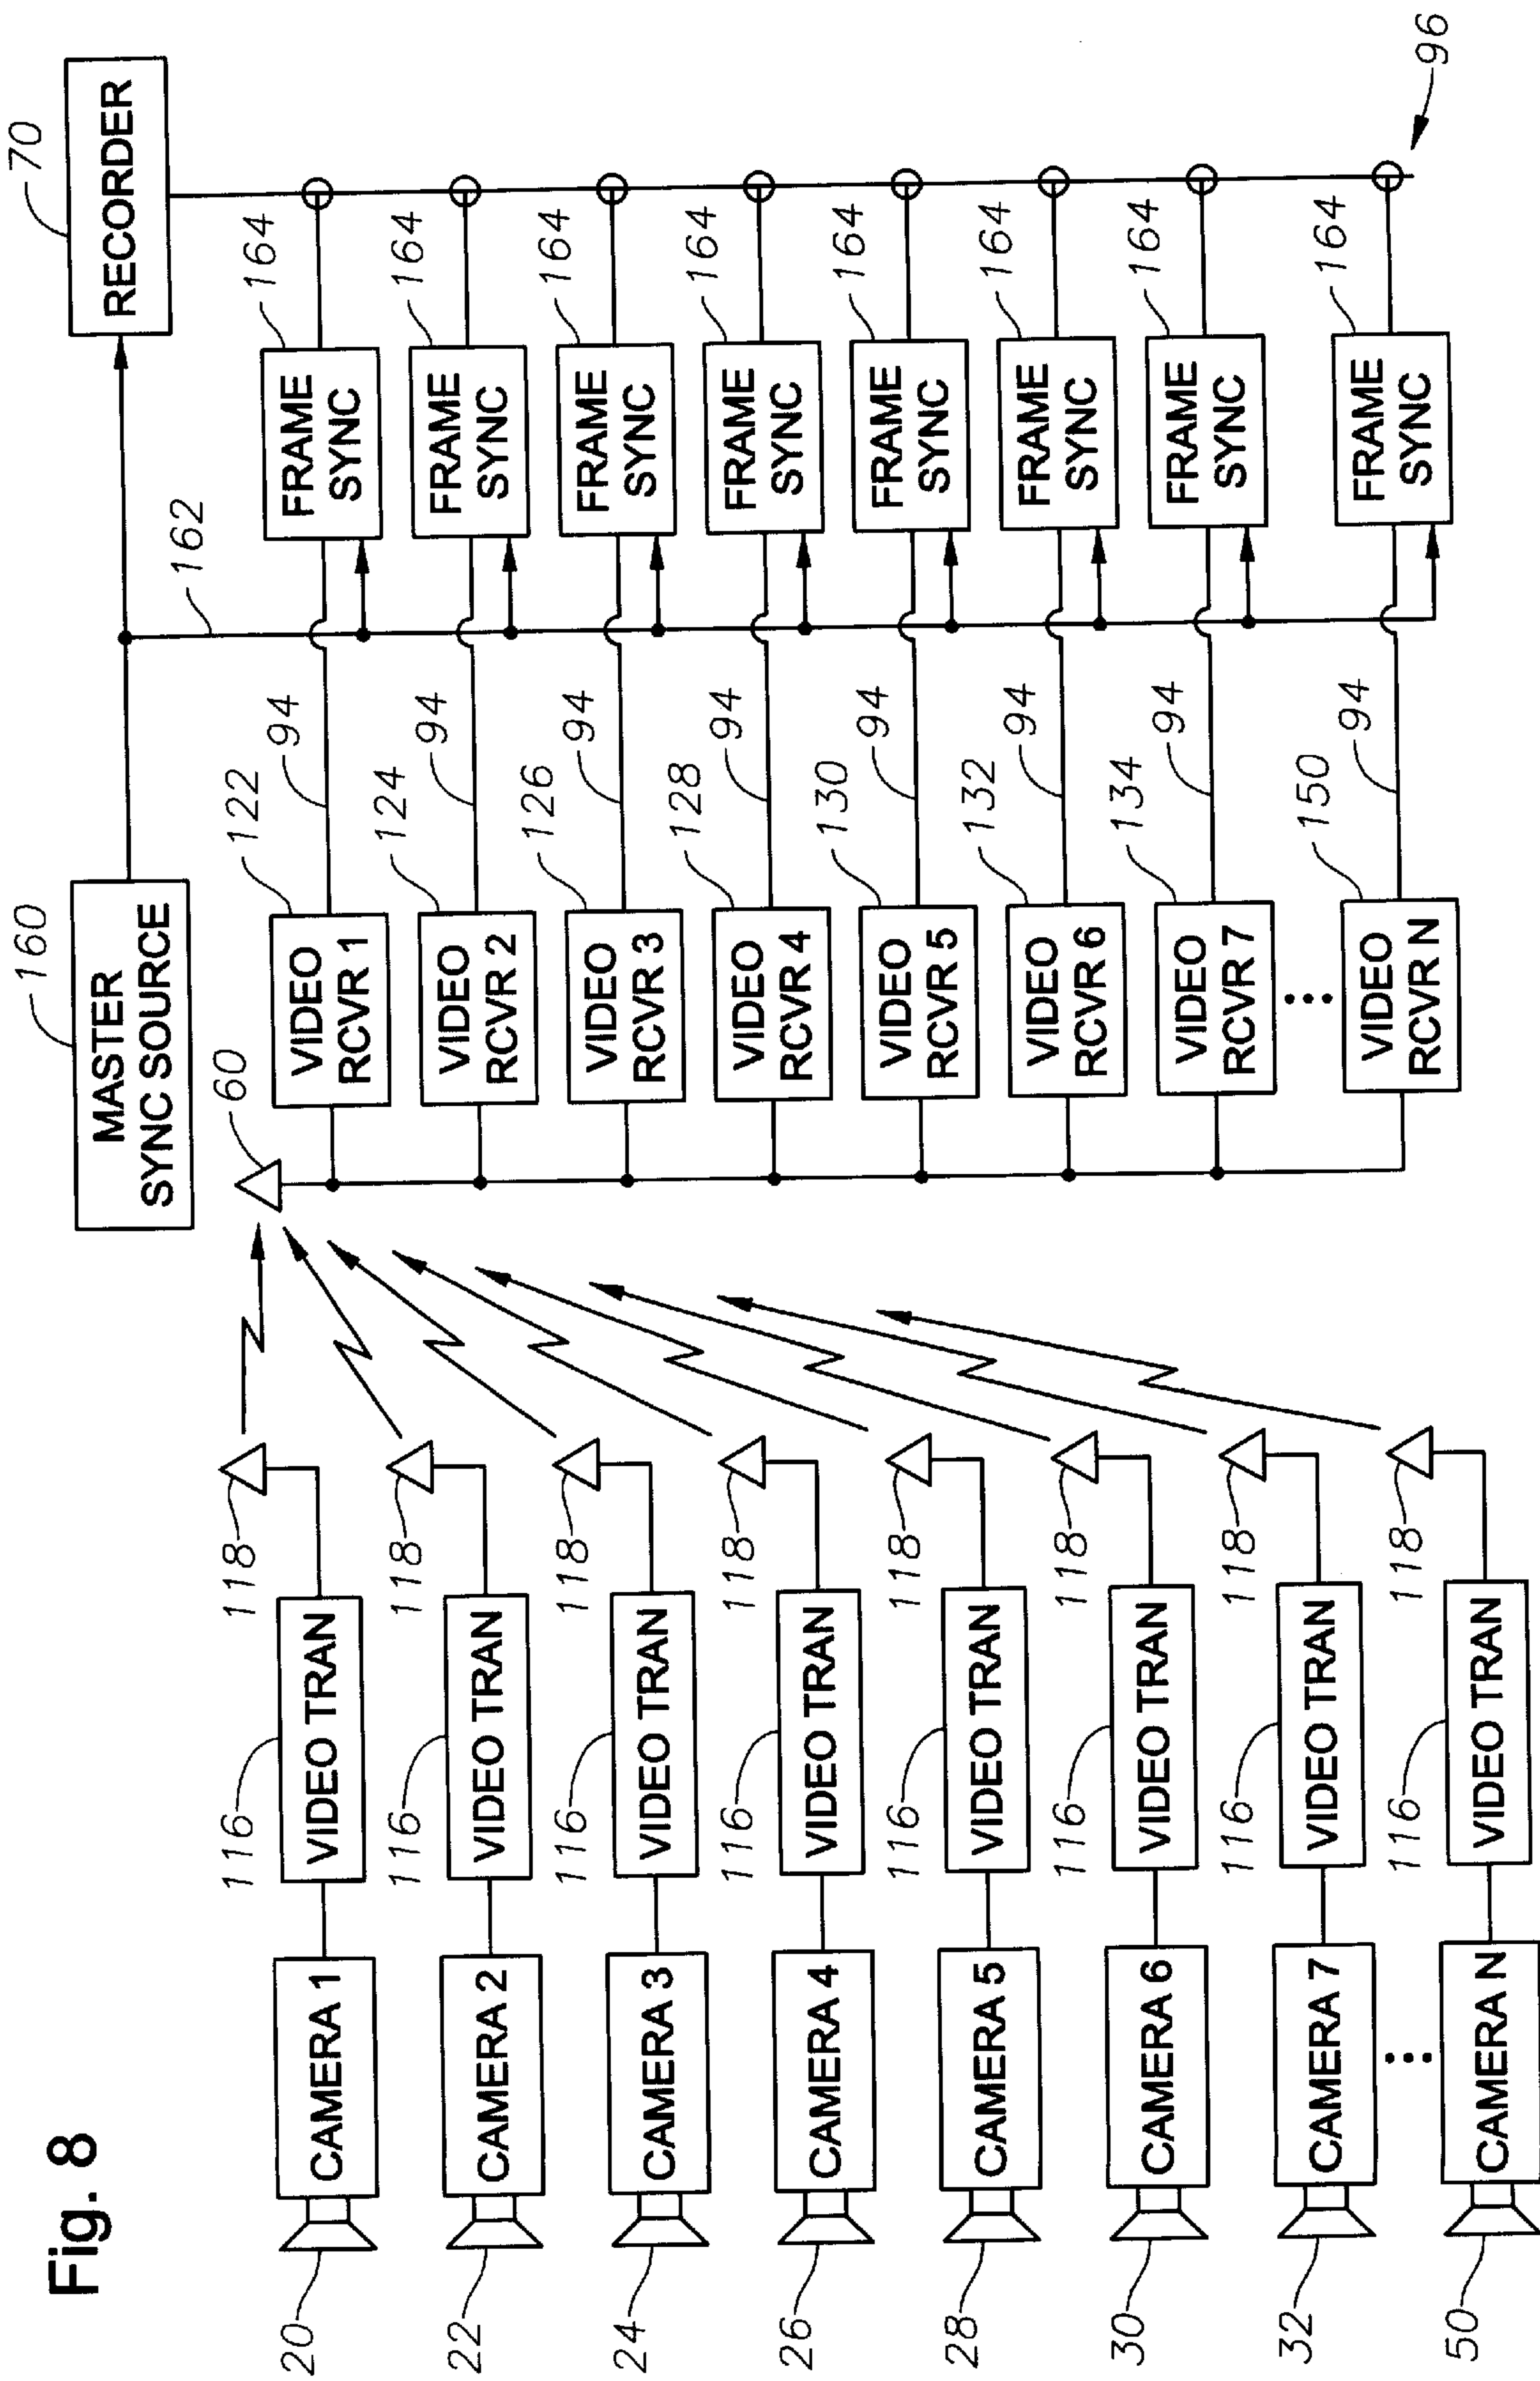 Fig. 8
160
MASTER
SYNC SOURCE
162
70
RECORDER
60
20
CAMERA 1
116
VIDEO TRAN
118
122
VIDEO
RCVR 1
94
FRAME
SYNC
164
22
CAMERA 2
116
VIDEO TRAN
118
124
VIDEO
RCVR 2
94
FRAME
SYNC
164
24
CAMERA 3
116
VIDEO TRAN
118
126
VIDEO
RCVR 3
94
FRAME
SYNC
164
26
CAMERA 4
116
VIDEO TRAN
118
128
VIDEO
RCVR 4
94
FRAME
SYNC
164
28
CAMERA 5
116
VIDEO TRAN
118
130
VIDEO
RCVR 5
94
FRAME
SYNC
164
30
CAMERA 6
116
VIDEO TRAN
118
132
VIDEO
RCVR 6
94
FRAME
SYNC
164
32
CAMERA 7
116
VIDEO TRAN
118
134
VIDEO
RCVR 7
94
FRAME
SYNC
164
50
CAMERA N
116
VIDEO TRAN
118
150
VIDEO
RCVR N
94
FRAME
SYNC
164
96